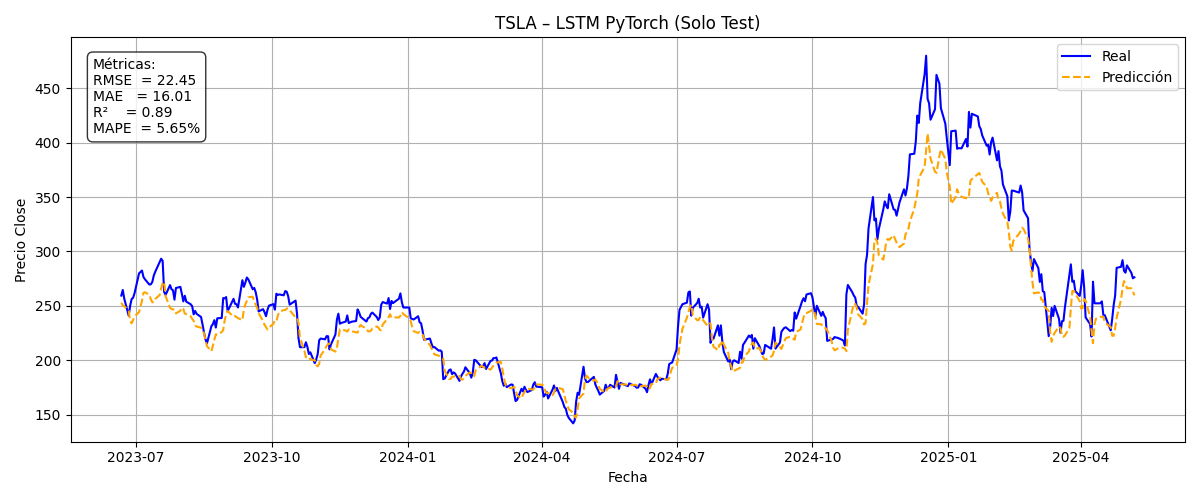 TSLA – LSTM PyTorch (Solo Test)
Métricas:
RMSE = 22.45
MAE = 16.01
R² = 0.89
MAPE = 5.65%
Real
Predicción
Precio Close
450
400
350
300
250
200
150
2023-07
2023-10
2024-01
2024-04
2024-07
2024-10
2025-01
2025-04
Fecha